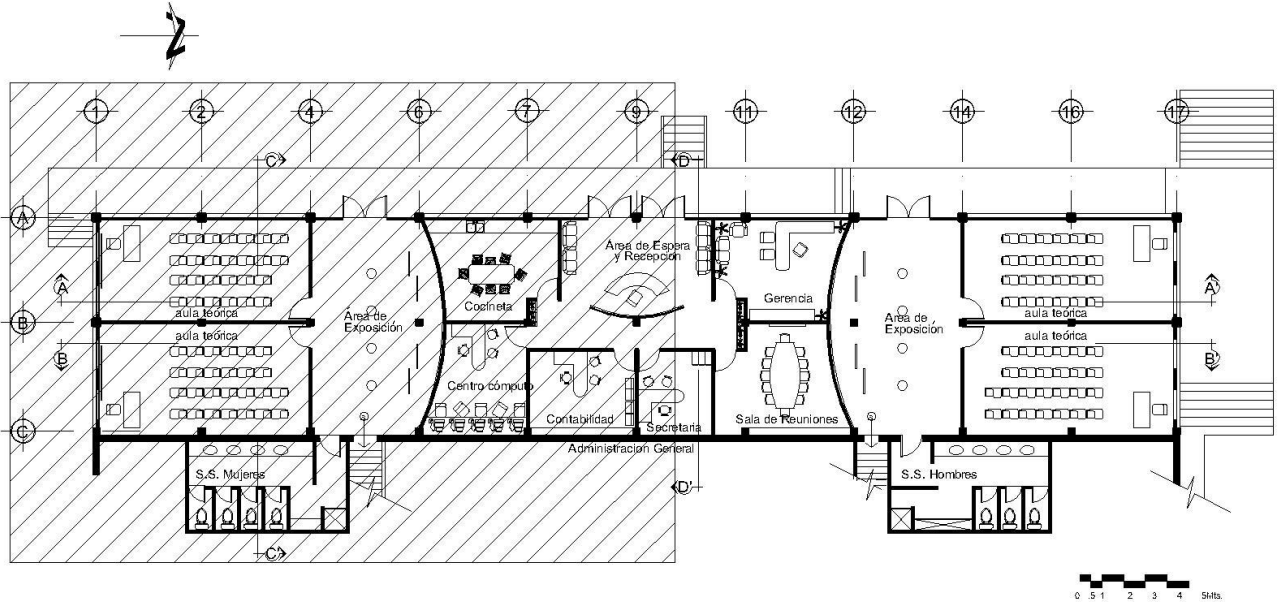 N
1 2 4 6 7 9 11 12 14 16 17
C D
A
Área de Espera
y Recepción
A A'
Cocineta
Gerencia
aula teórica
aula teórica
Área de
Exposición
Área de
Exposición
B
aula teórica
aula teórica
B B'
Centro cómputo
Contabilidad
Secretaria
Sala de Reuniones
C
Administracion General
S.S. Mujeres
S.S. Hombres
D'
C'
0 .5 1 2 3 4 5Mts.